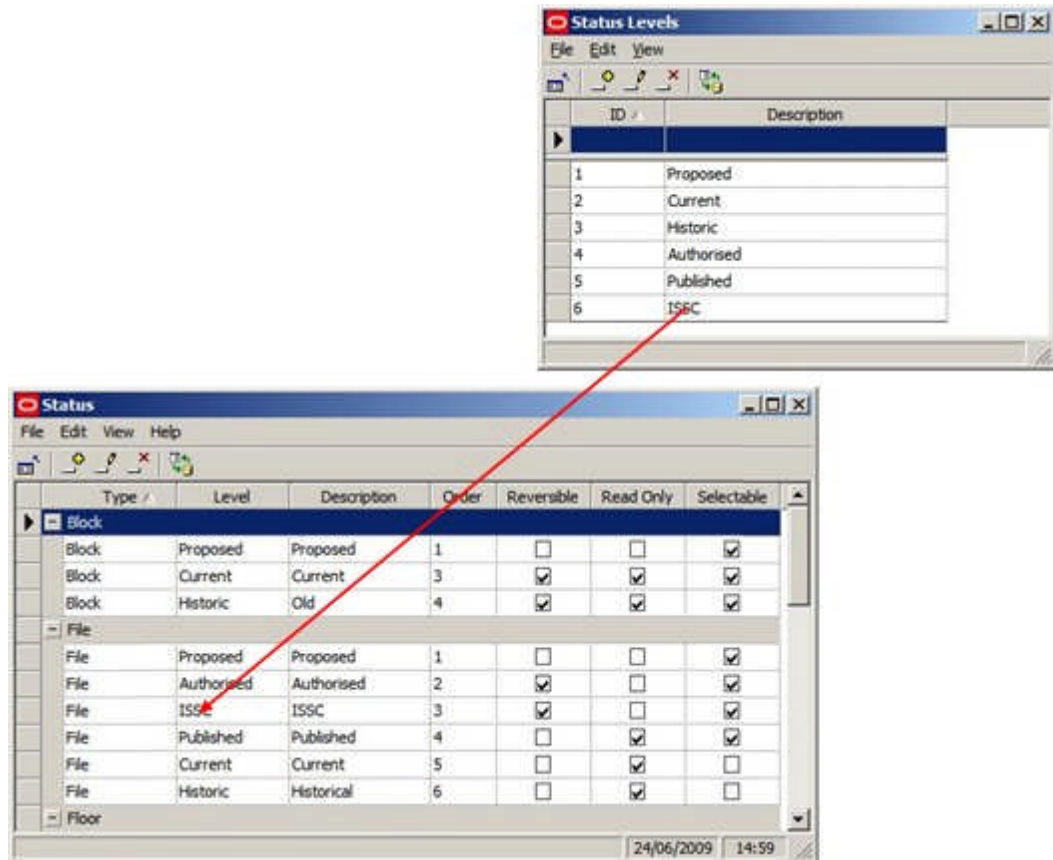 Status Levels
File Edit View
ID Description
1 Proposed
2 Current
3 Historic
4 Authorised
5 Published
6 ISSC
Status
File Edit View Help
Type Level Description Order Reversible Read Only Selectable
Block
Block Proposed Proposed 1
Block Current Current 3
Block Historic Old 4
File
File Proposed Proposed 1
File Authorised Authorised 2
File ISSC ISSC 3
File Published Published 4
File Current Current 5
File Historic Historical 6
Floor
24/06/2009 14:59